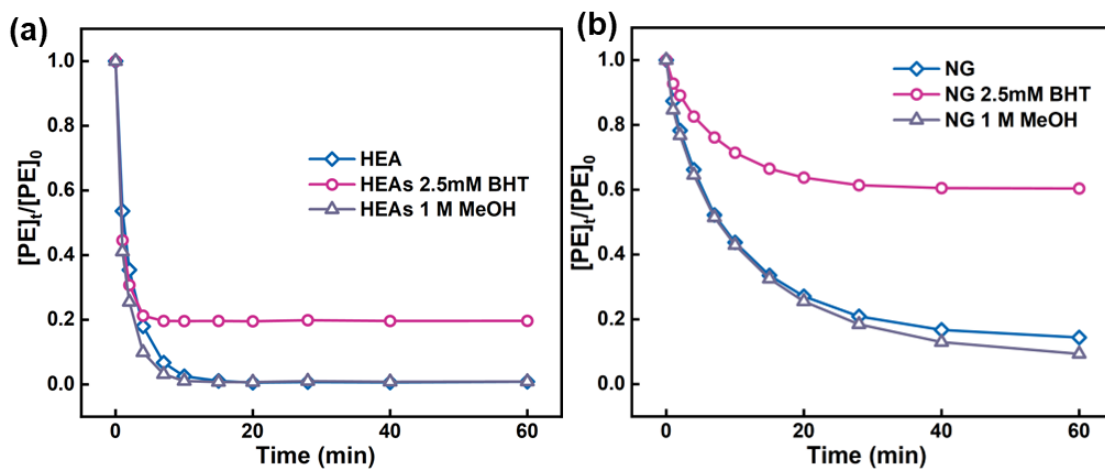 (a)
[PE]t/[PE]0
1.0
0.8
0.6
0.4
0.2
0.0
HEA
HEAs 2.5mM BHT
HEAs 1 M MeOH
0
20
40
60
Time (min)
(b)
[PE]t/[PE]0
1.0
0.8
0.6
0.4
0.2
0.0
NG
NG 2.5mM BHT
NG 1 M MeOH
0
20
40
60
Time (min)